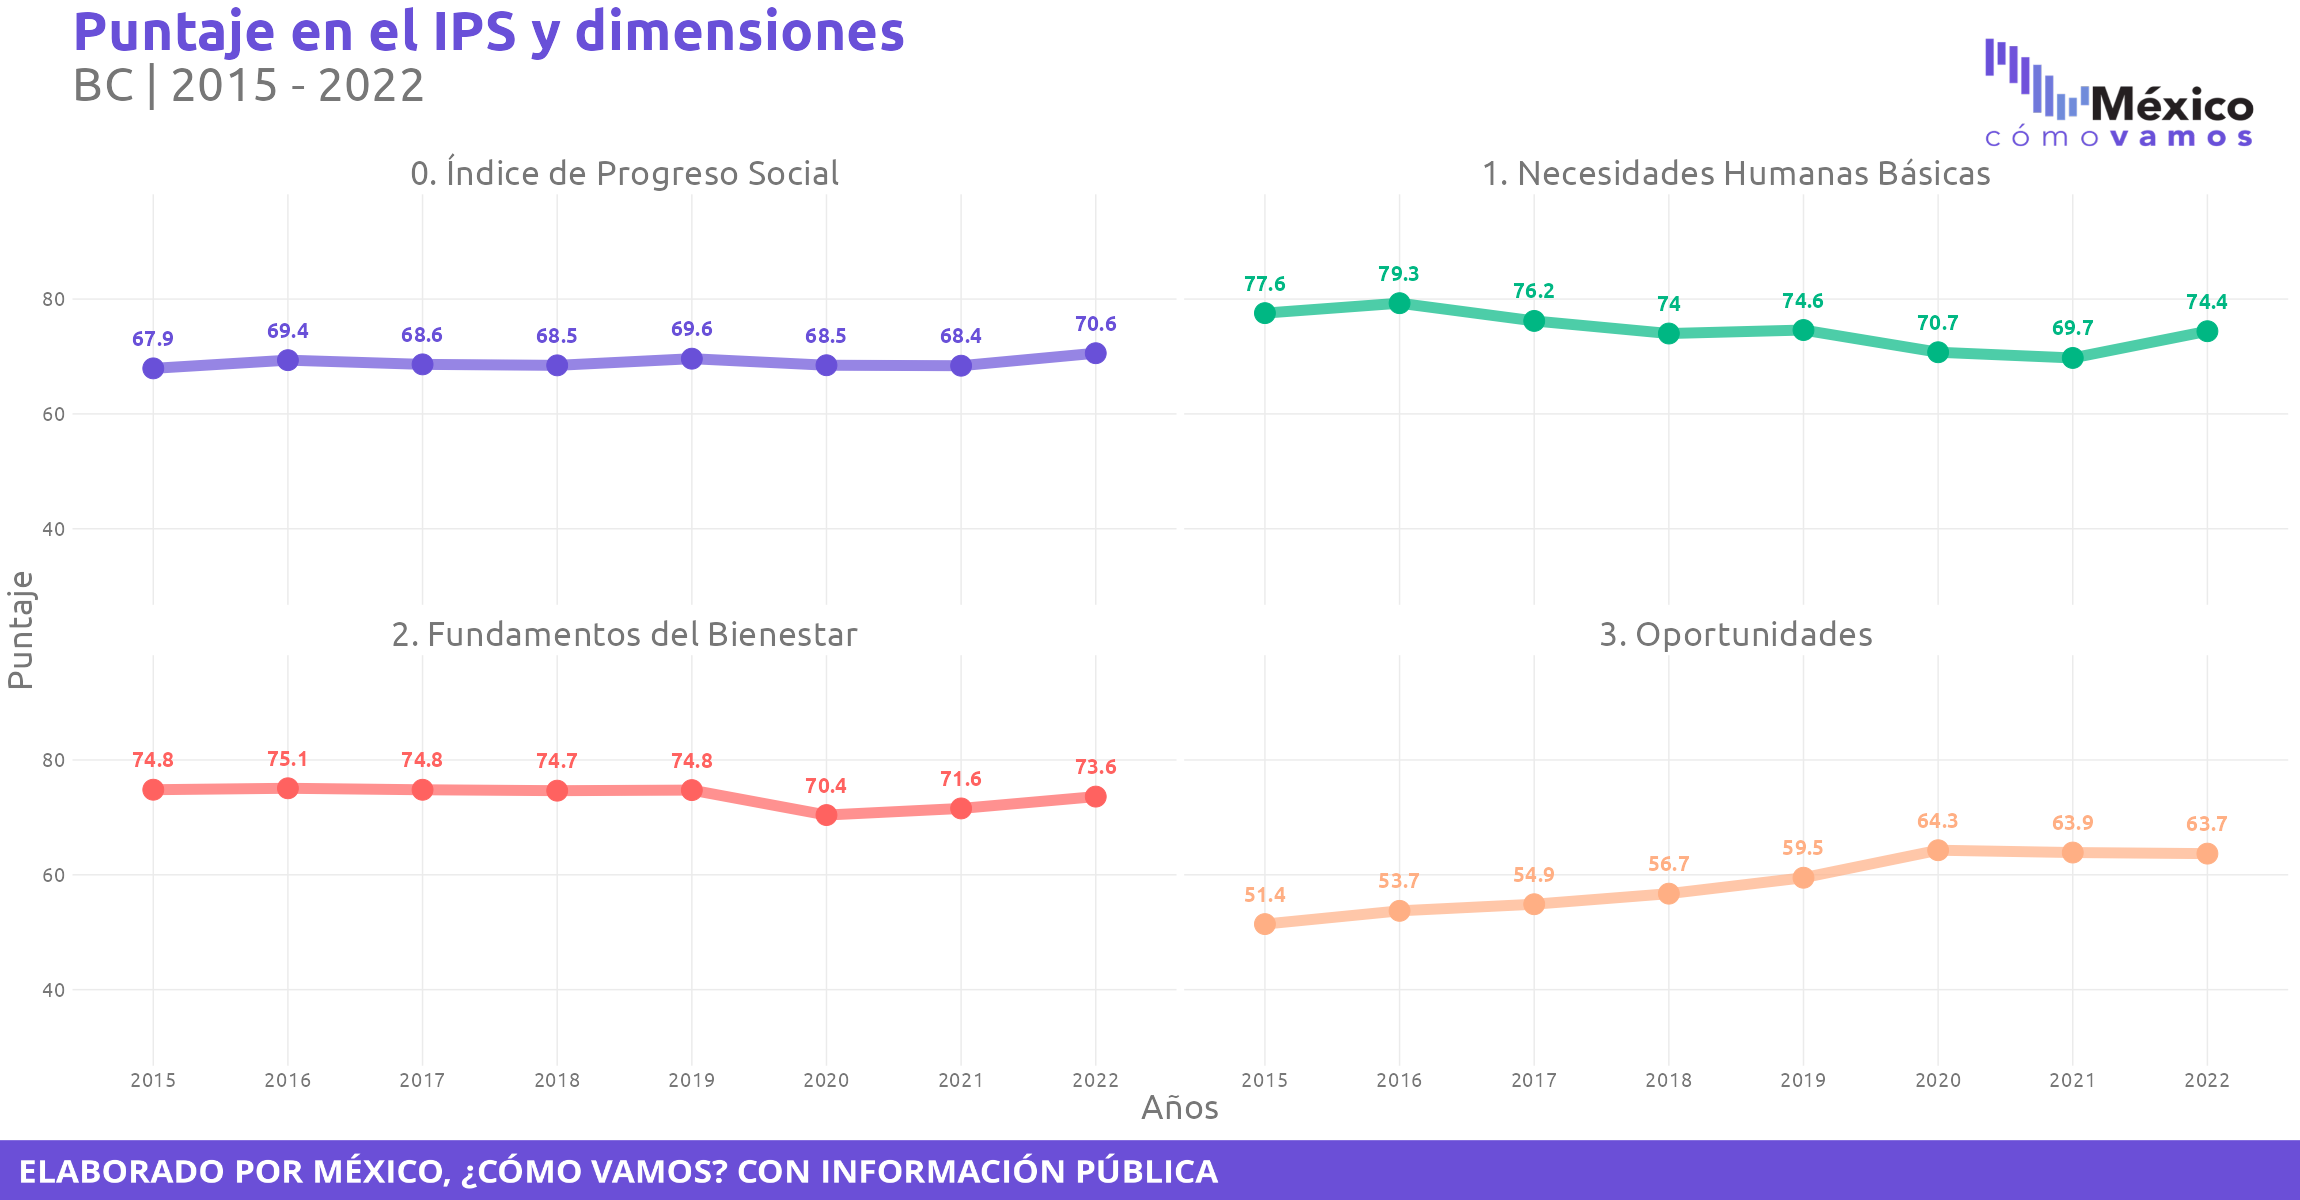 Puntaje en el IPS y dimensiones
BC | 2015 - 2022
México
cómovamos
0. Índice de Progreso Social
1. Necesidades Humanas Básicas
80
60
40
67.9
69.4
68.6
68.5
69.6
68.5
68.4
70.6
77.6
79.3
76.2
74
74.6
70.7
69.7
74.4
Puntaje
2. Fundamentos del Bienestar
3. Oportunidades
80
60
40
74.8
75.1
74.8
74.7
74.8
70.4
71.6
73.6
51.4
53.7
54.9
56.7
59.5
64.3
63.9
63.7
2015 2016 2017 2018 2019 2020 2021 2022
2015 2016 2017 2018 2019 2020 2021 2022
Años
ELABORADO POR MÉXICO, ¿CÓMO VAMOS? CON INFORMACIÓN PÚBLICA